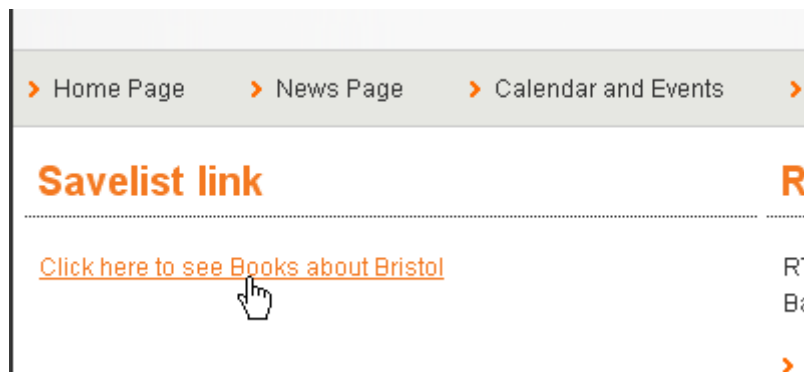 Home Page News Page Calendar and Events
Savelist link
Click here to see Books about Bristol